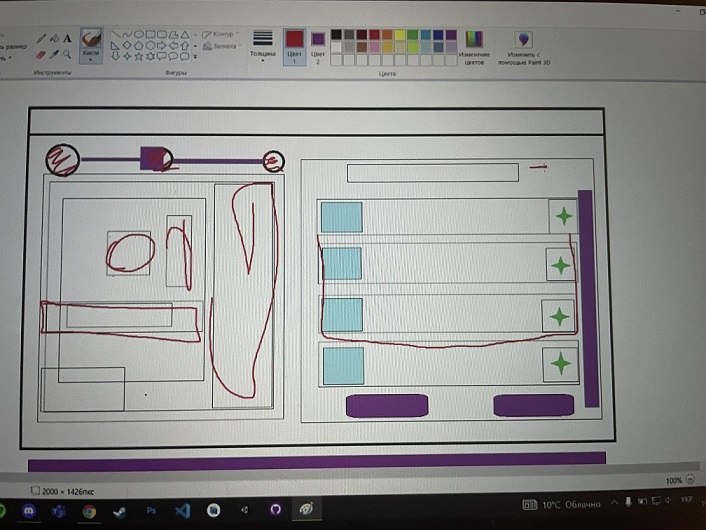 размер
Кисти
Контур
Заливка
Толщина
Цвет
1
Цвет
2
Изменение
цветов
Изменить с
помощью Paint 3D
Инструменты
Фигуры
Цвета
2000 × 1426пкс
100%
Ps
10°C Облачно
УКР